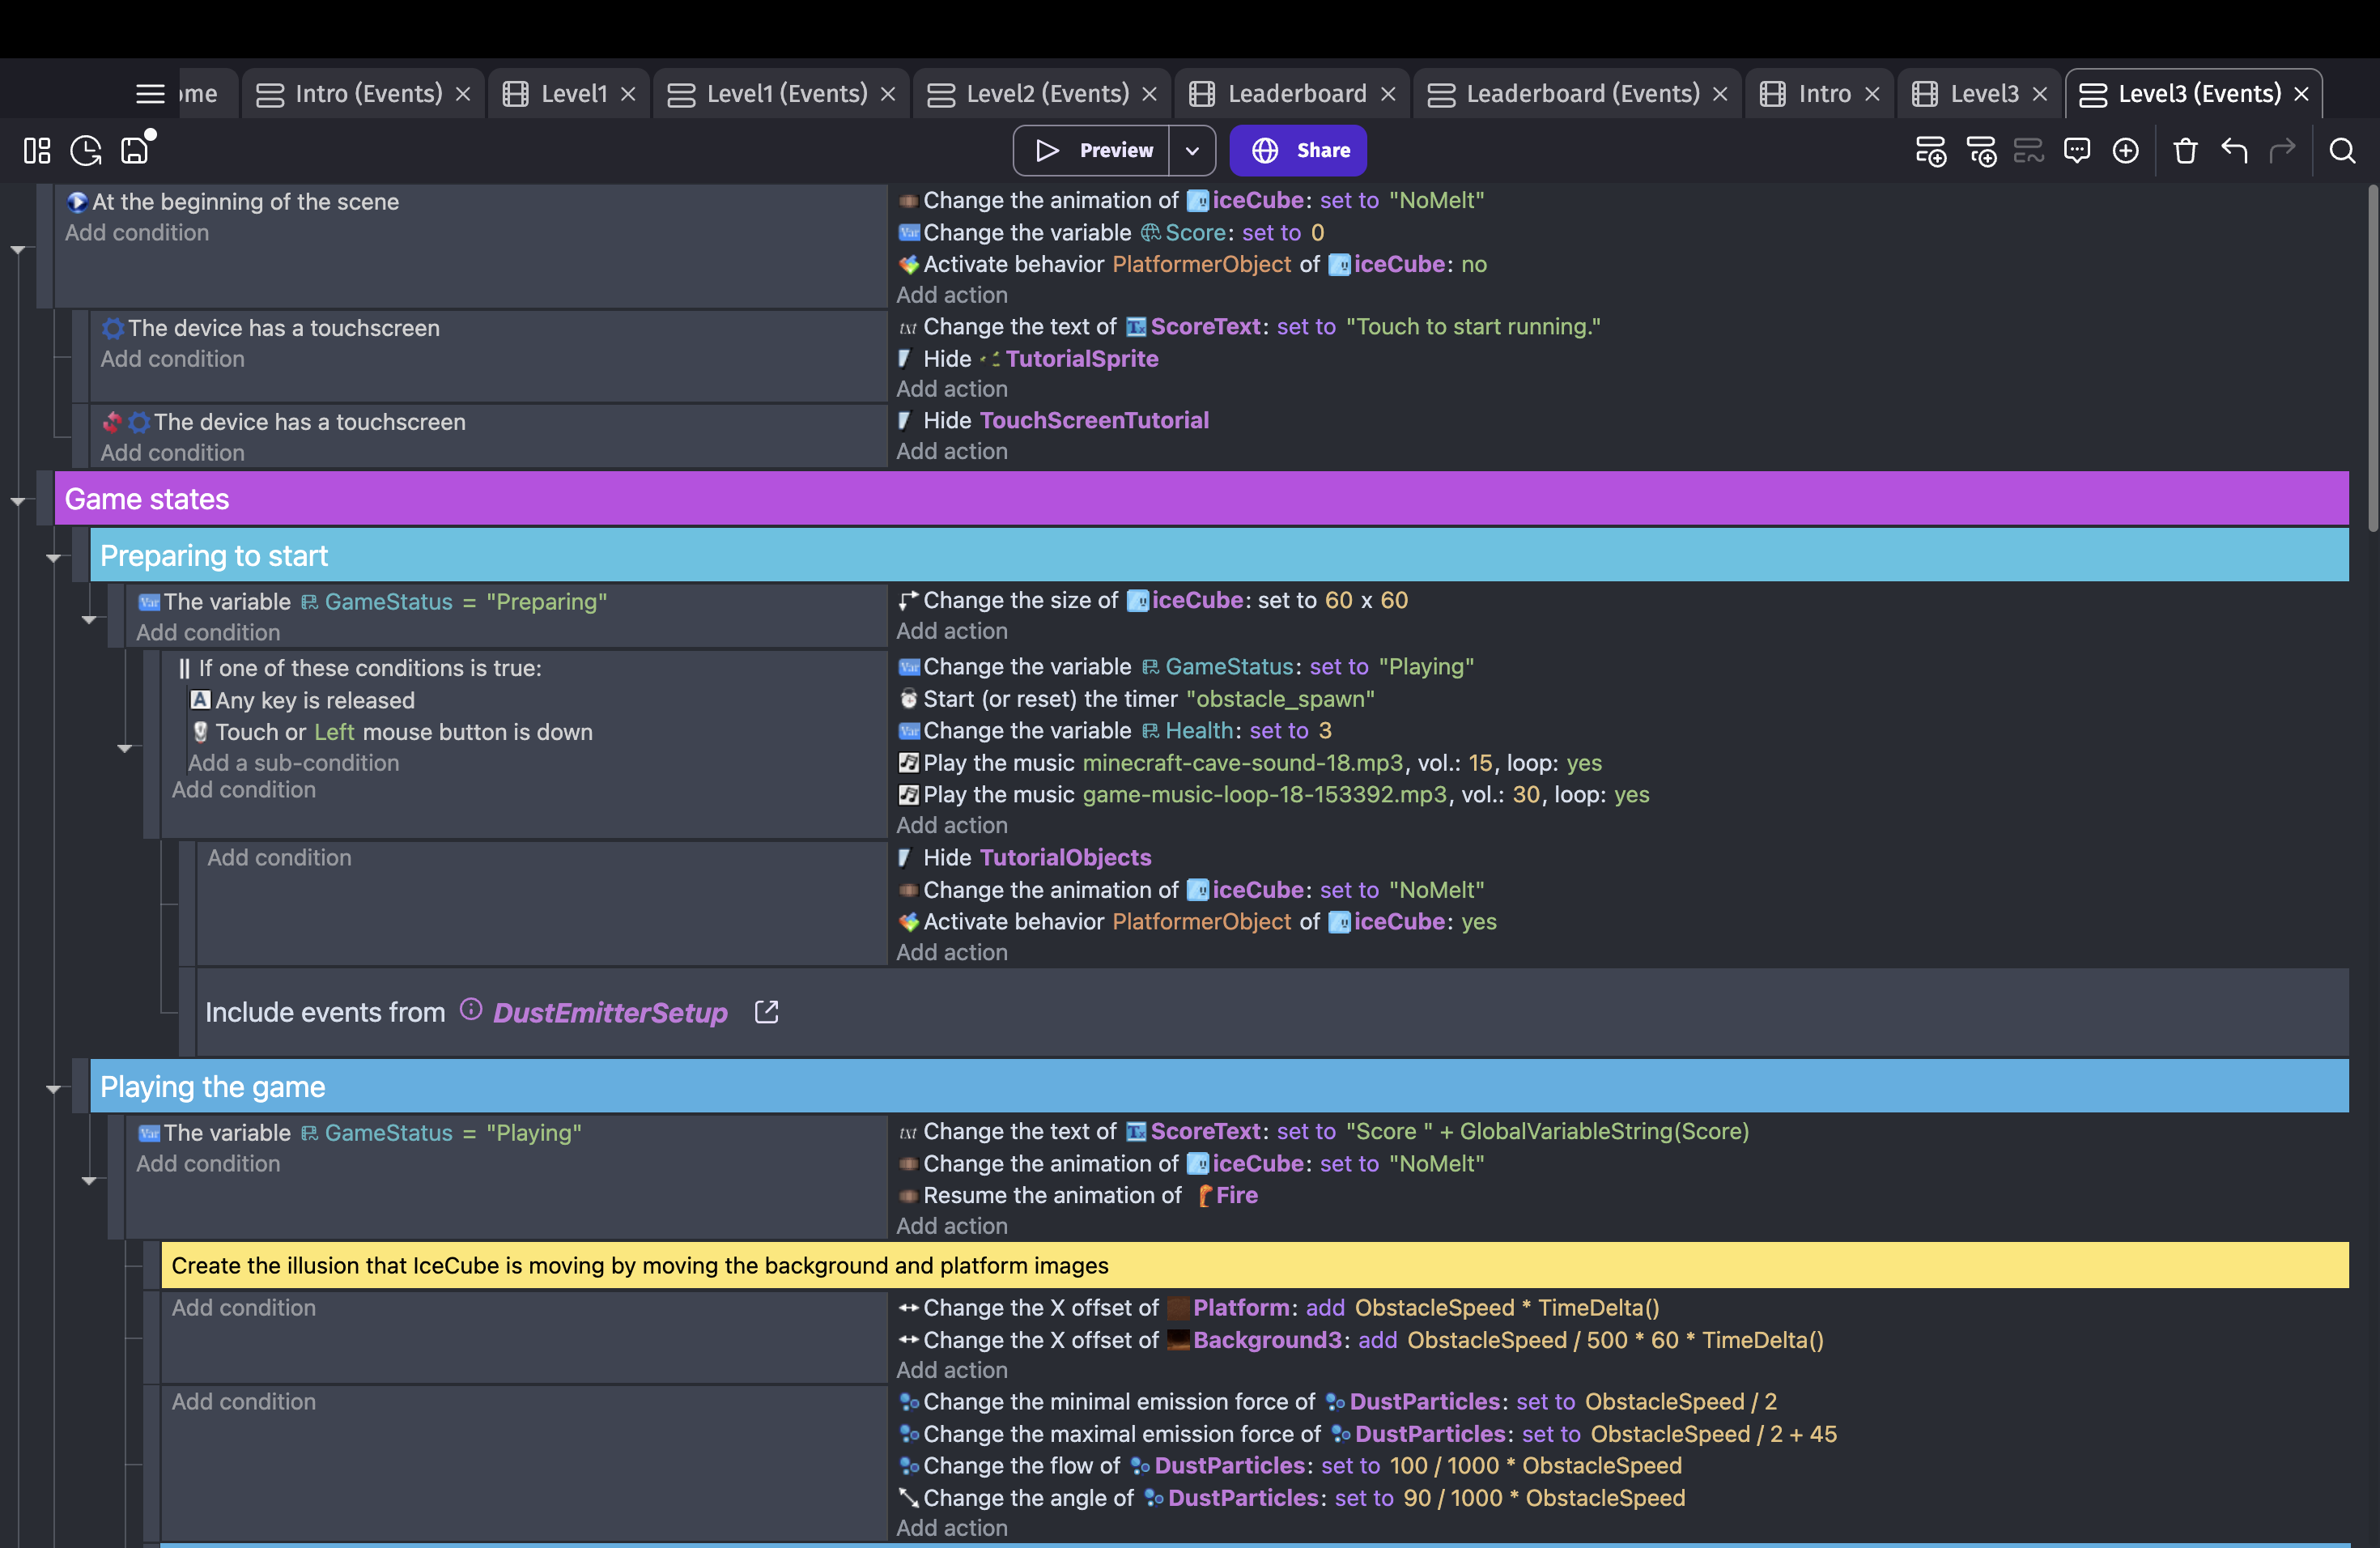 ome
Intro (Events)
Level1
Level1 (Events)
Level2 (Events)
Leaderboard
Leaderboard (Events)
Intro
Level3
Level3 (Events)
Preview
Share
At the beginning of the scene
Add condition
Change the animation of iceCube: set to "NoMelt"
Var Change the variable Score: set to 0
Activate behavior PlatformerObject of iceCube: no
Add action
The device has a touchscreen
Add condition
txt Change the text of Tx ScoreText: set to "Touch to start running."
Hide TutorialSprite
Add action
The device has a touchscreen
Add condition
Hide TouchScreenTutorial
Add action
Game states
Preparing to start
Var The variable GameStatus = "Preparing"
Add condition
Change the size of iceCube: set to 60 x 60
Add action
If one of these conditions is true:
A Any key is released
Touch or Left mouse button is down
Add a sub-condition
Add condition
Var Change the variable GameStatus: set to "Playing"
Start (or reset) the timer "obstacle_spawn"
Var Change the variable Health: set to 3
Play the music minecraft-cave-sound-18.mp3, vol.: 15, loop: yes
Play the music game-music-loop-18-153392.mp3, vol.: 30, loop: yes
Add action
Add condition
Hide TutorialObjects
Change the animation of iceCube: set to "NoMelt"
Activate behavior PlatformerObject of iceCube: yes
Add action
Include events from DustEmitterSetup
Playing the game
Var The variable GameStatus = "Playing"
Add condition
txt Change the text of Tx ScoreText: set to "Score " + GlobalVariableString(Score)
Change the animation of iceCube: set to "NoMelt"
Resume the animation of Fire
Add action
Create the illusion that IceCube is moving by moving the background and platform images
Add condition
Change the X offset of Platform: add ObstacleSpeed * TimeDelta()
Change the X offset of Background3: add ObstacleSpeed / 500 * 60 * TimeDelta()
Add action
Add condition
Change the minimal emission force of DustParticles: set to ObstacleSpeed / 2
Change the maximal emission force of DustParticles: set to ObstacleSpeed / 2 + 45
Change the flow of DustParticles: set to 100 / 1000 * ObstacleSpeed
Change the angle of DustParticles: set to 90 / 1000 * ObstacleSpeed
Add action